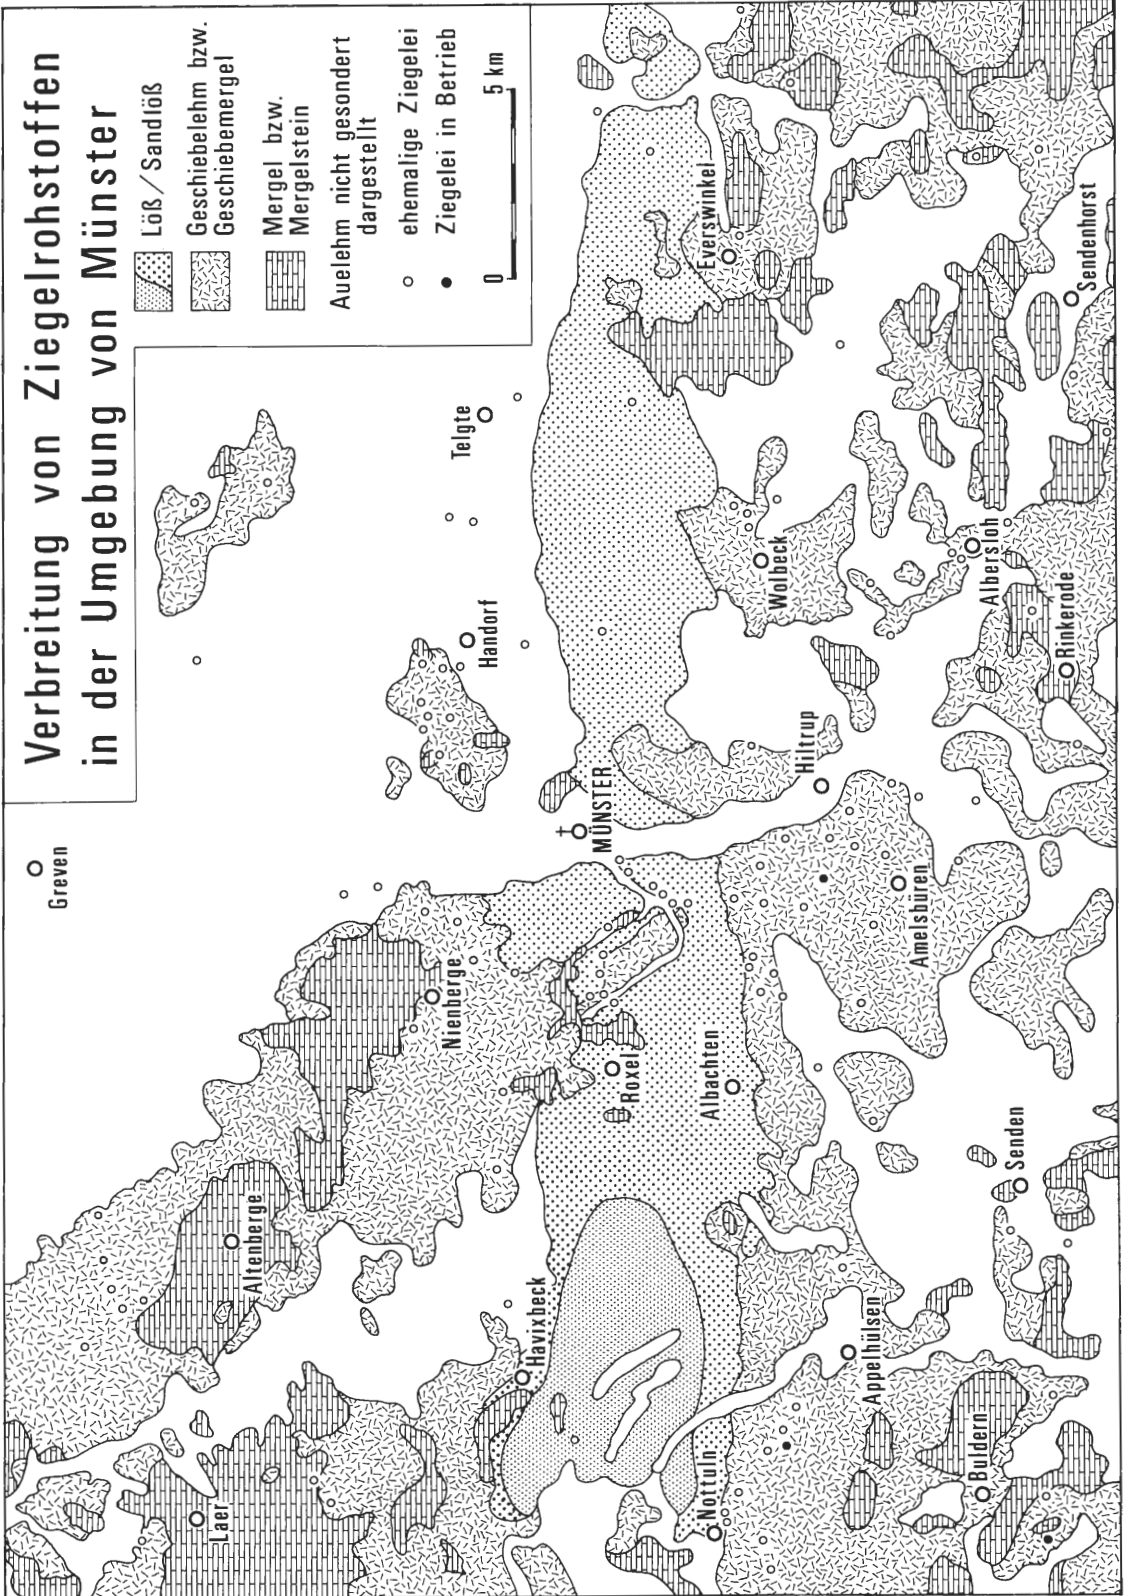 Verbreitung von Ziegelrohstoffen
in der Umgebung von Münster
Löß/Sandlöß
Geschiebelehm bzw.
Geschiebemergel
Mergel bzw.
Mergelstein
Auelehm nicht gesondert
dargestellt
ehemalige Ziegelei
Ziegelei in Betrieb
0 5 km
Greven
Telgte
Handorf
Everswinkel
Sendenhorst
Wolbeck
Albersloh
Rinkerode
Hiltrup
MÜNSTER
Amelsbüren
Nienberge
Roxel
Albachten
Senden
Altenberge
Havixbeck
Appelhülsen
Laer
Nottuln
Buldern